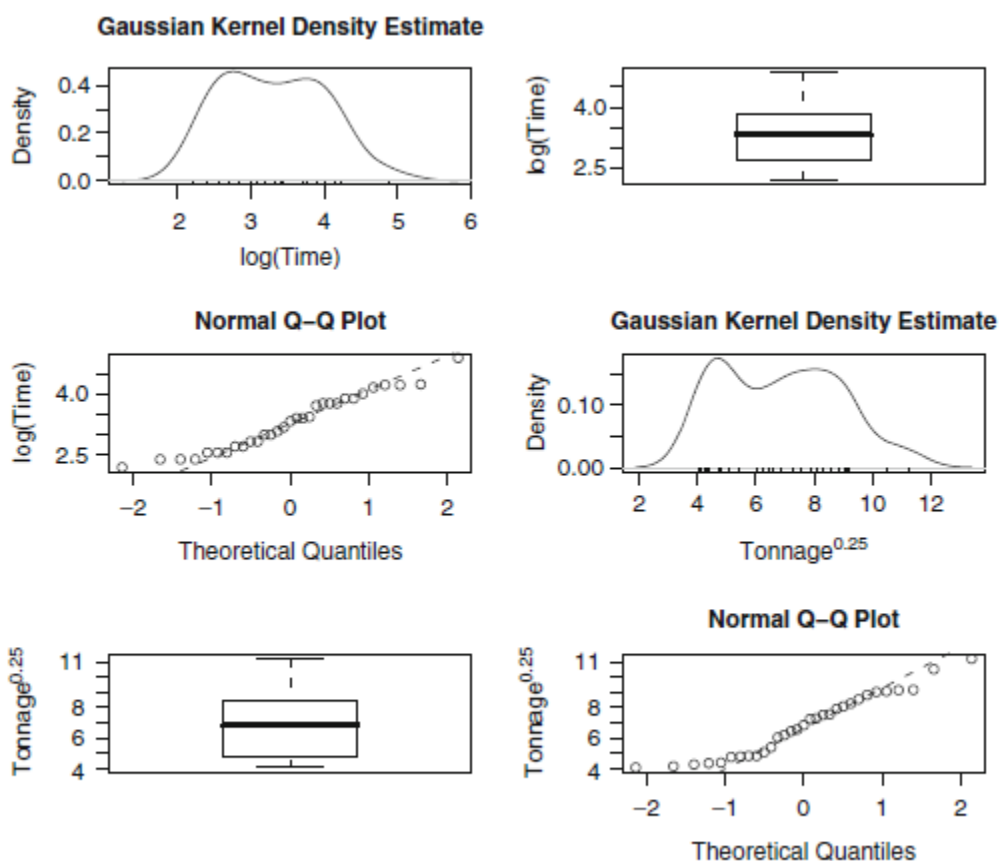 Gaussian Kernel Density Estimate
Density
0.4
0.2
0.0
2 3 4 5 6
log(Time)
log(Time)
4.0
2.5
Normal Q–Q Plot
log(Time)
4.0
2.5
−2 −1 0 1 2
Theoretical Quantiles
Gaussian Kernel Density Estimate
Density
0.10
0.00
2 4 6 8 10 12
Tonnage^0.25
Tonnage^0.25
11
8
6
4
Normal Q–Q Plot
Tonnage^0.25
11
8
6
4
−2 −1 0 1 2
Theoretical Quantiles